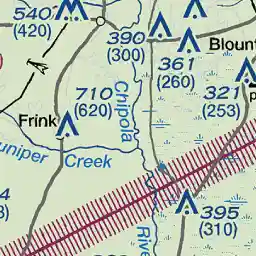 540
(420)
390
(300)
Blount
361
(260)
321
(253)
710
(620)
Chipola
Frink
uniper Creek
395
(310)
Rive